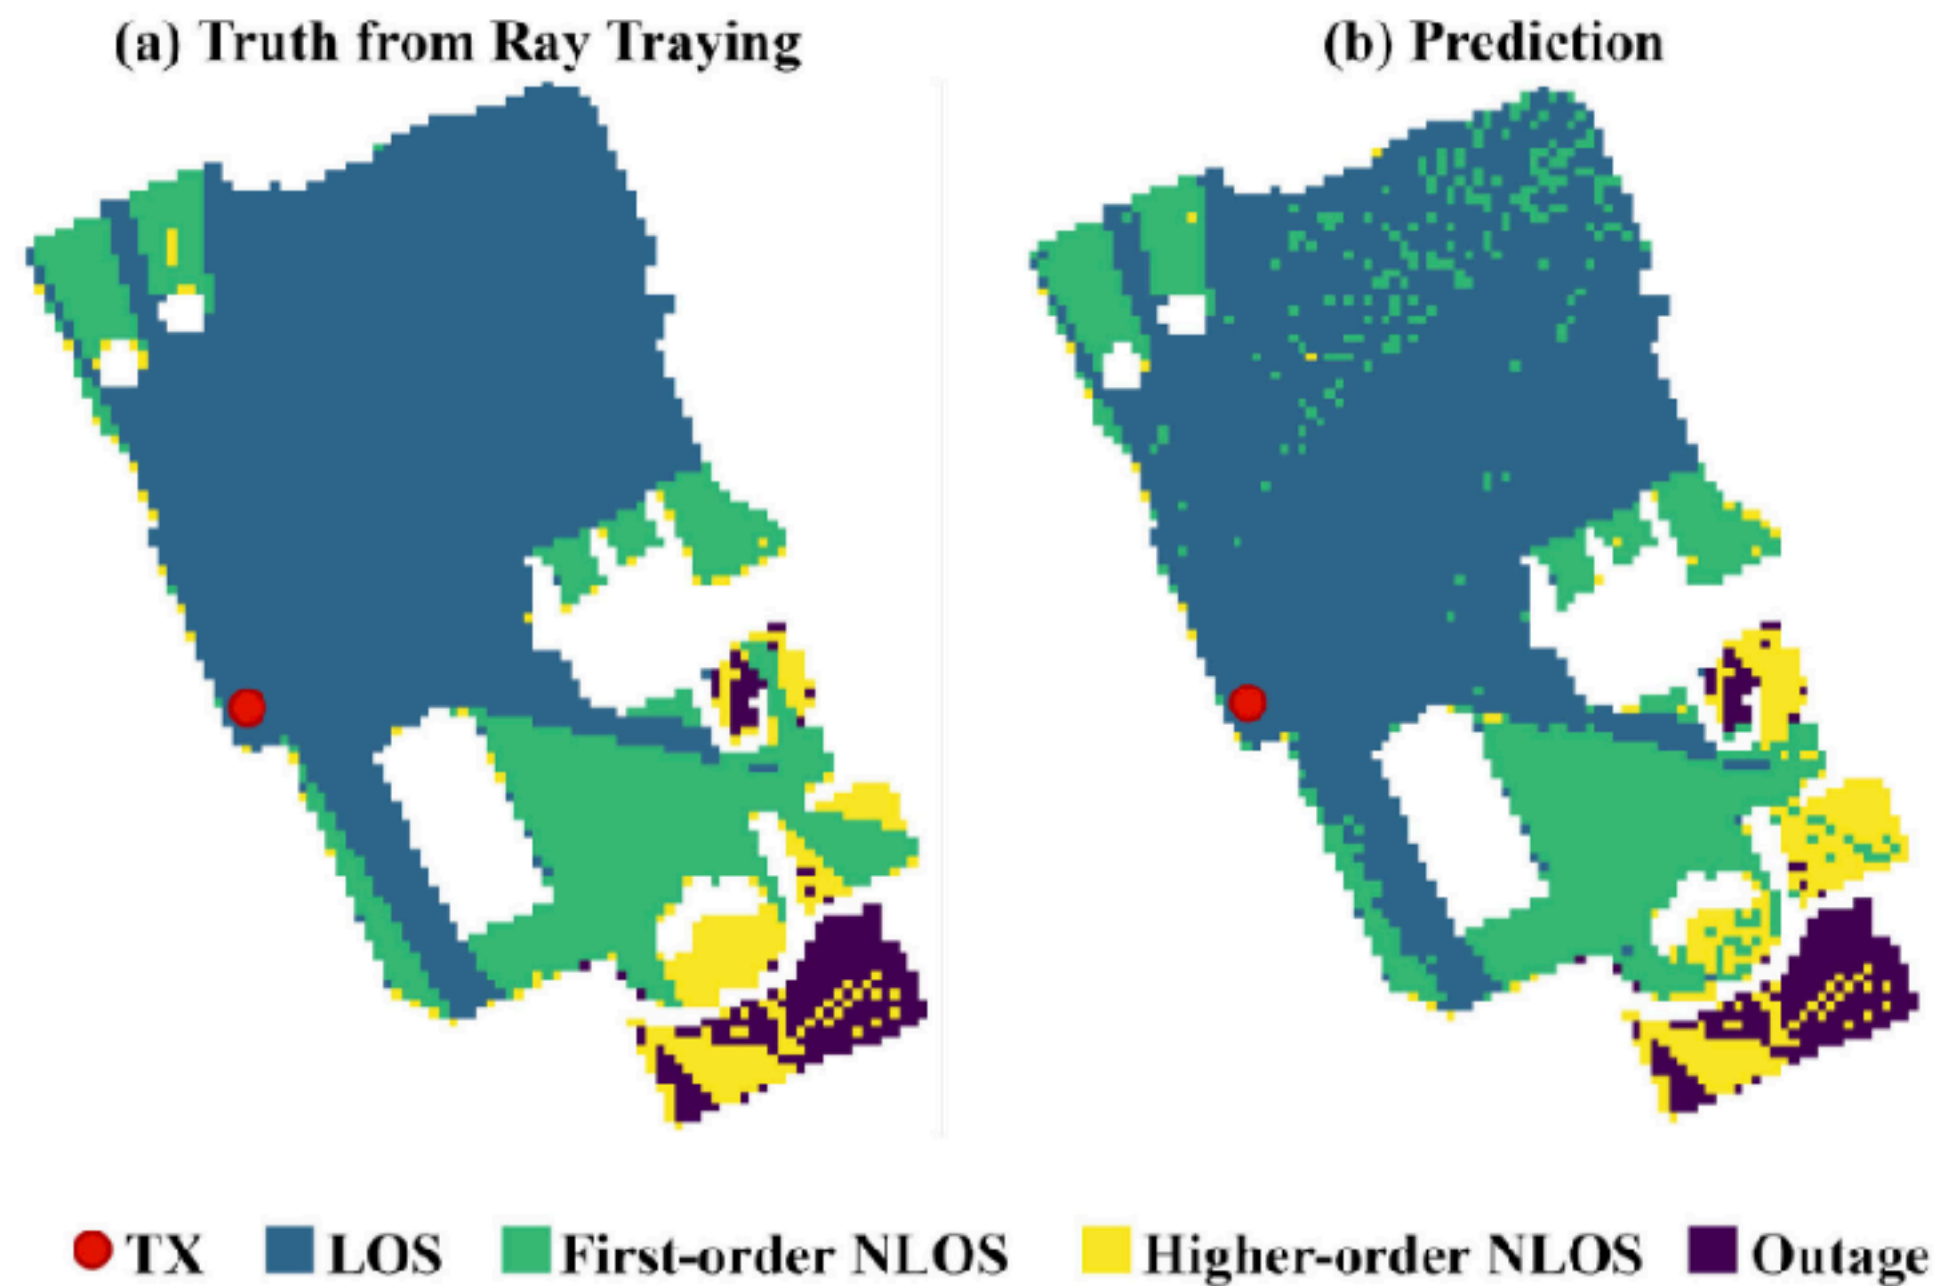 (a) Truth from Ray Traying
(b) Prediction
TX
LOS
First-order NLOS
Higher-order NLOS
Outage